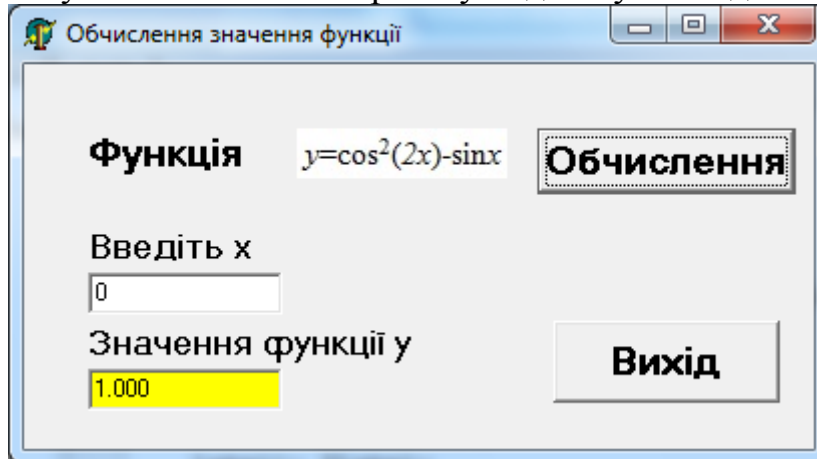 Обчислення значення функції
Функція
y=cos²(2x)-sinx
Обчислення
Введіть x
0
Значення функції y
1.000
Вихід